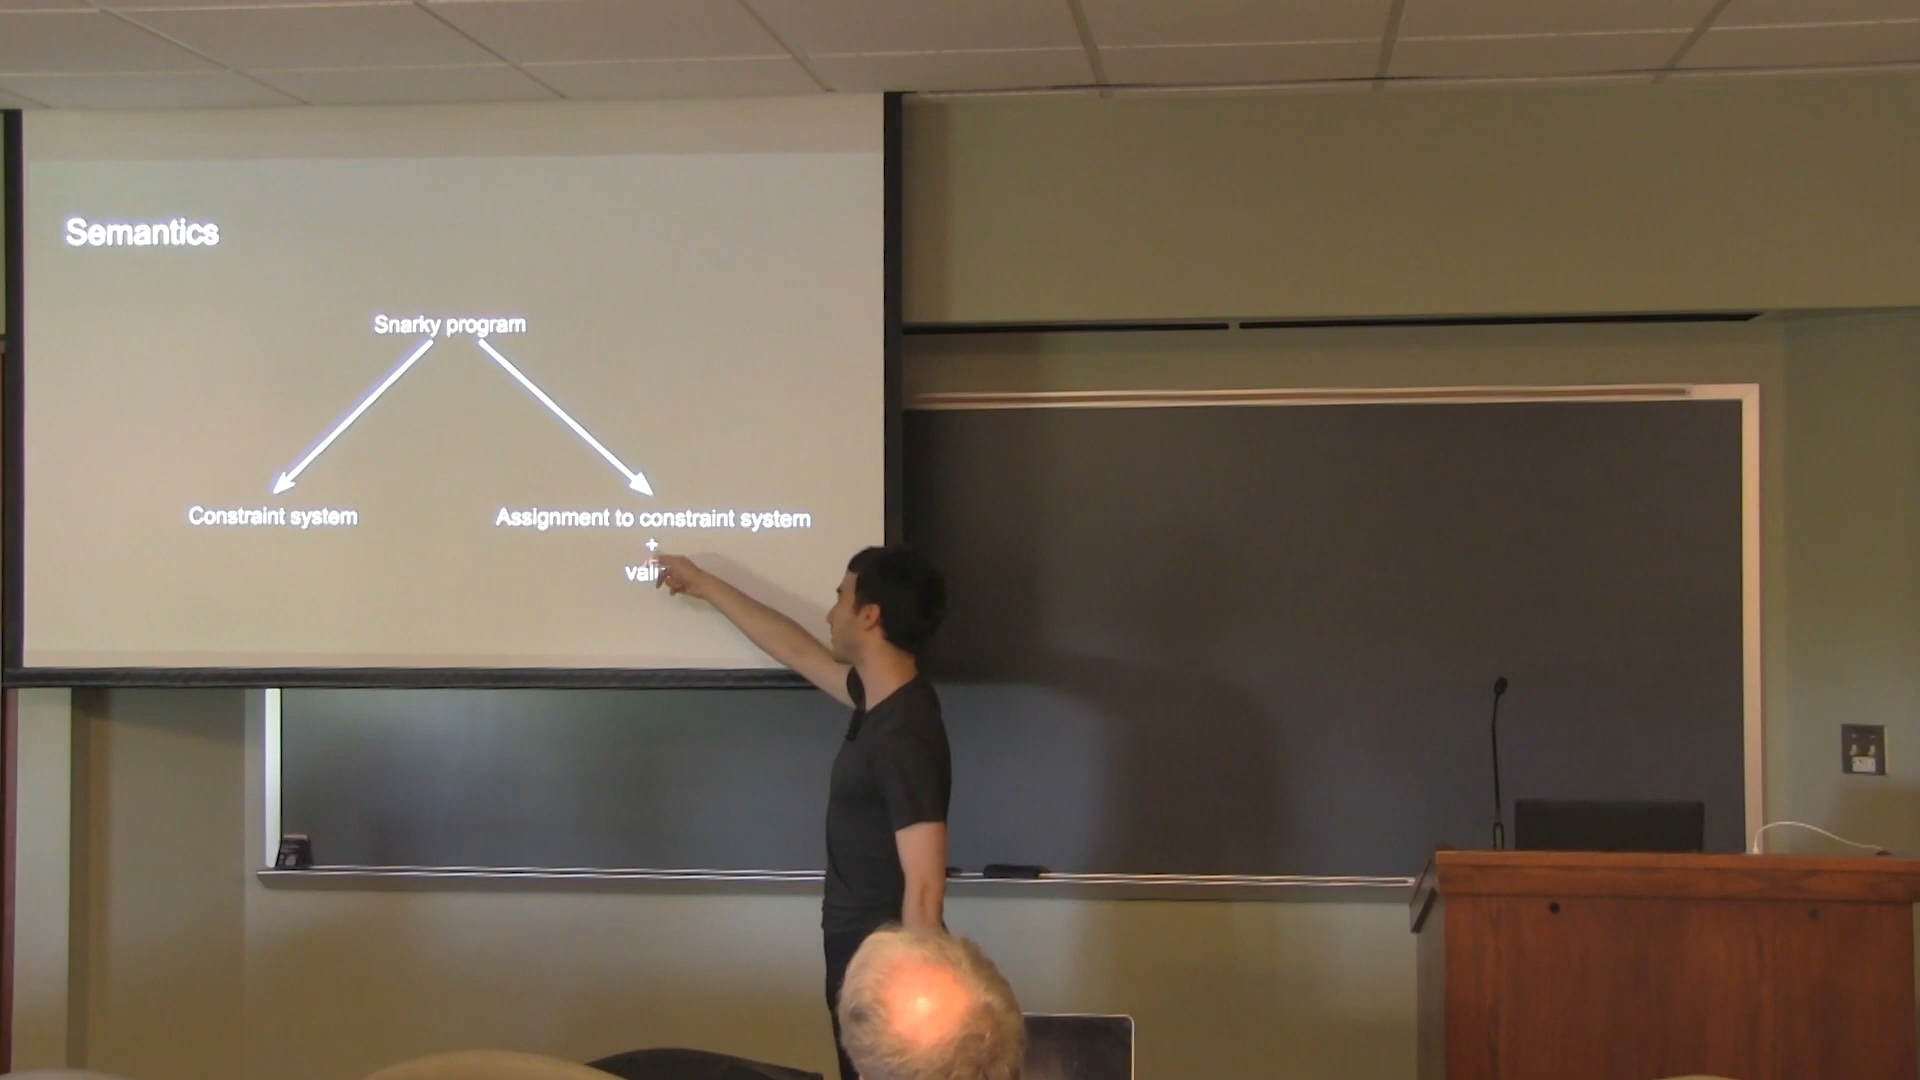 Semantics
Snarky program
Constraint system
Assignment to constraint system
+